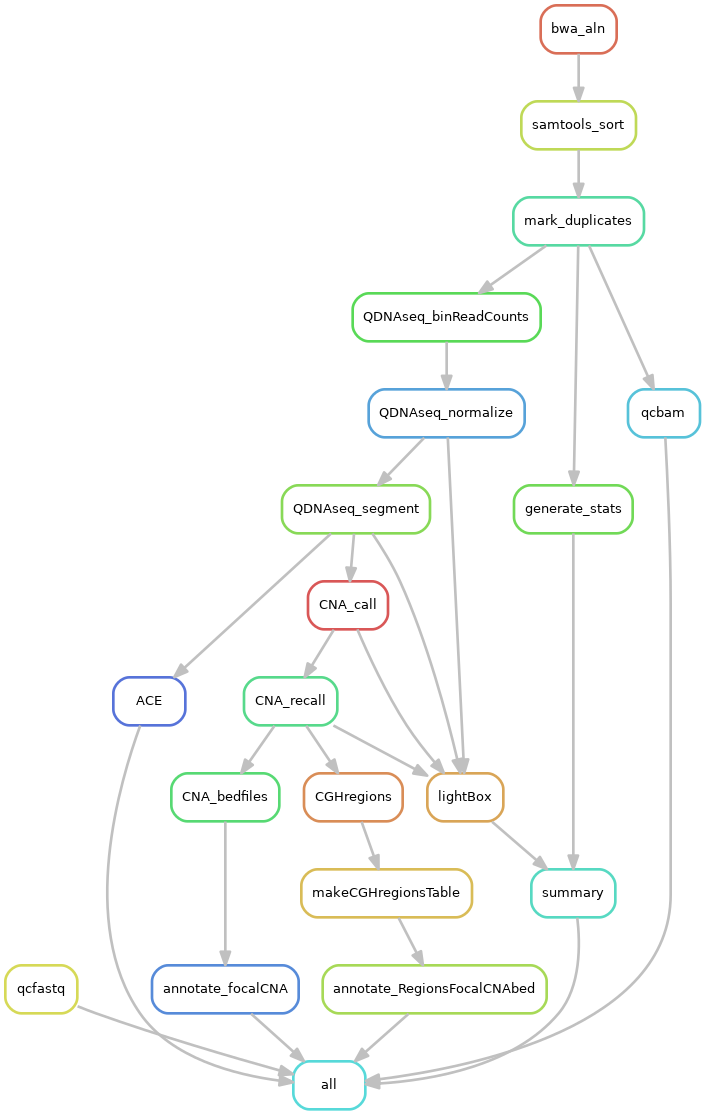 bwa_aln
samtools_sort
mark_duplicates
QDNAseq_binReadCounts
QDNAseq_normalize
qcbam
QDNAseq_segment
generate_stats
CNA_call
ACE
CNA_recall
CNA_bedfiles
CGHregions
lightBox
makeCGHregionsTable
summary
qcfastq
annotate_focalCNA
annotate_RegionsFocalCNAbed
all